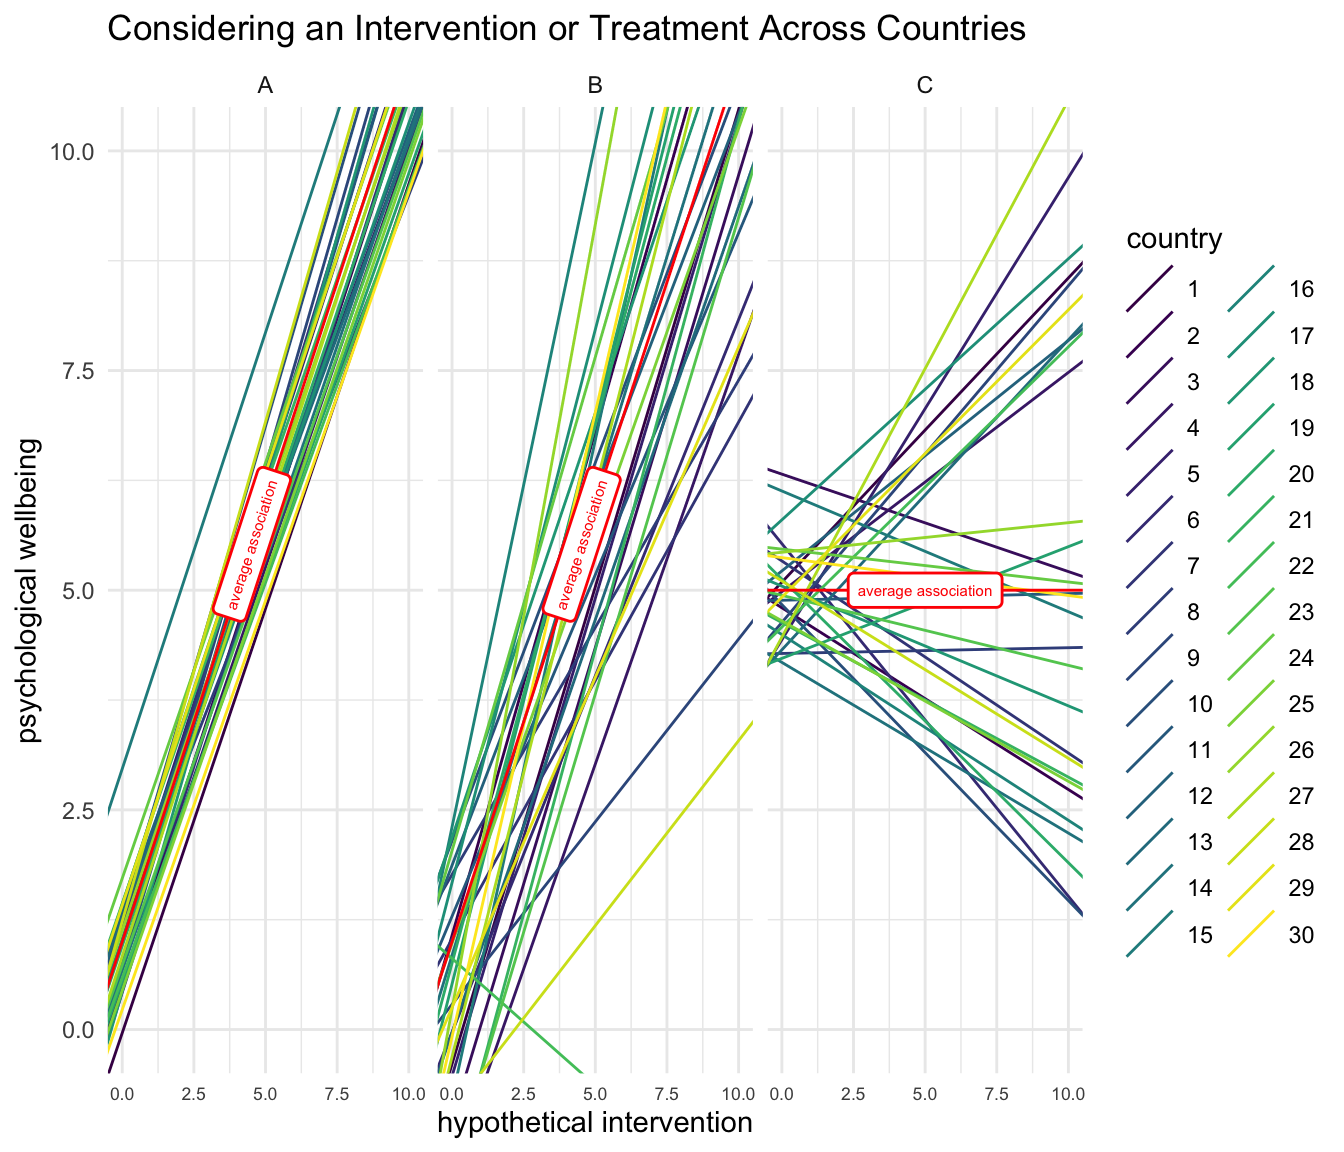 Considering an Intervention or Treatment Across Countries
A B C
psychological wellbeing
10.0
7.5
5.0
2.5
0.0
average association
average association
average association
0.0 2.5 5.0 7.5 10.0
0.0 2.5 5.0 7.5 10.0
0.0 2.5 5.0 7.5 10.0
hypothetical intervention
country
1 16
2 17
3 18
4 19
5 20
6 21
7 22
8 23
9 24
10 25
11 26
12 27
13 28
14 29
15 30